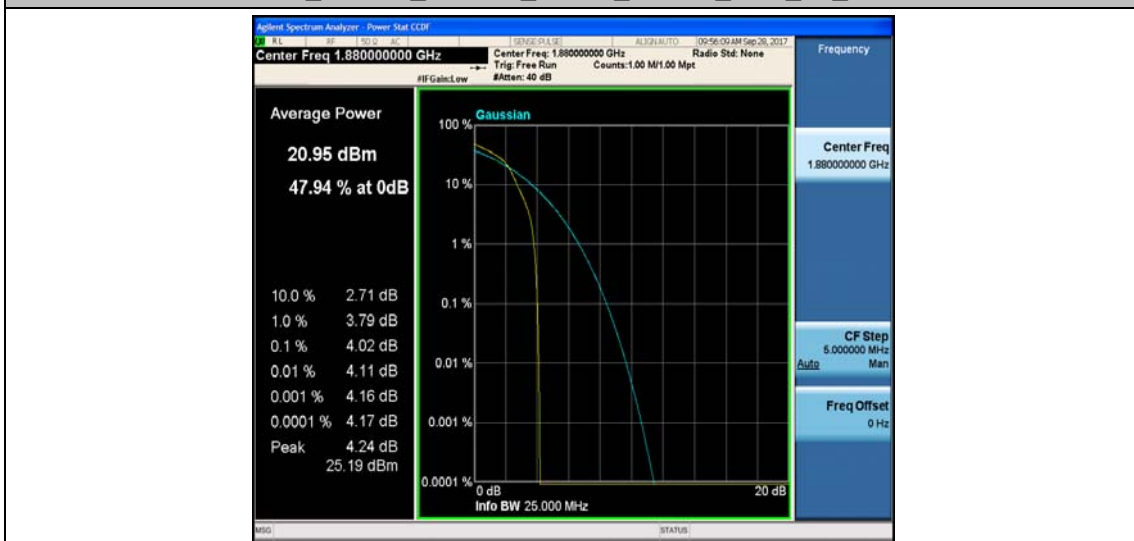 Agilent Spectrum Analyzer - Power Stat CCDF
RL RF 50 Ω AC SENSE:PULSE ALIGN AUTO 09:56:09 AM Sep 28, 2017
Center Freq 1.880000000 GHz
Center Freq: 1.880000000 GHz Radio Std: None
Trig: Free Run Counts:1.00 M/1.00 Mpt
#IFGain:Low #Atten: 40 dB
Frequency
Average Power
20.95 dBm
47.94 % at 0dB
10.0 % 2.71 dB
1.0 % 3.79 dB
0.1 % 4.02 dB
0.01 % 4.11 dB
0.001 % 4.16 dB
0.0001 % 4.17 dB
Peak 4.24 dB
25.19 dBm
Gaussian
100 %
10 %
1 %
0.1 %
0.01 %
0.001 %
0.0001 %
0 dB 20 dB
Info BW 25.000 MHz
Center Freq
1.880000000 GHz
CF Step
5.000000 MHz
Auto Man
Freq Offset
0 Hz
MSG STATUS